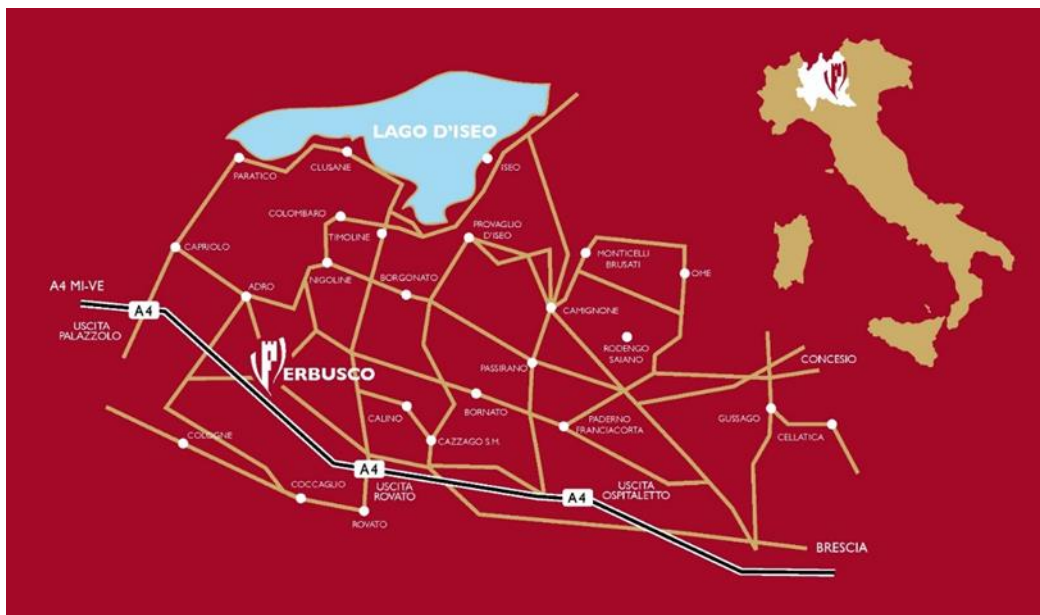 LAGO D'ISEO
CLUSANE
ISEO
PARATICO
COLOMBARO
PROVAGLIO
D'ISEO
TIMOLINE
CAPRIOLO
MONTICELLI
BRUSATI
NIGOLINE
BORGONATO
OME
A4 MI-VE
ADRO
A4
CAMIGNONE
USCITA
PALAZZOLO
RODENGO
SAIANO
CONCESIO
ERBUSCO
PASSIRANO
CALINO
BORNATO
GUSSAGO
PADERNO
FRANCIACORTA
CELLATICA
COLOGNE
CAZZAGO S.M.
A4
USCITA
ROVATO
COCCAGLIO
USCITA
OSPITALETTO
A4
ROVATO
BRESCIA